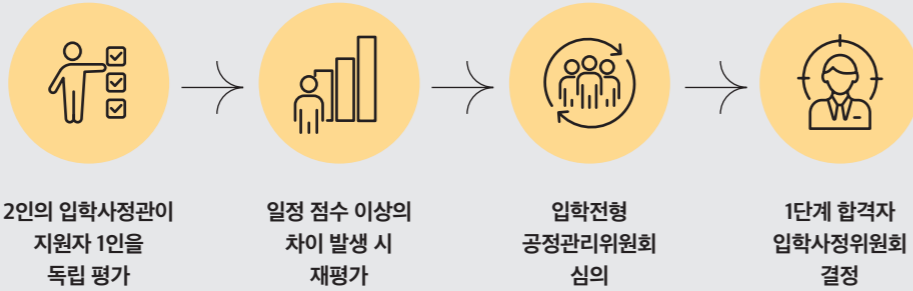 2인의 입학사정관이
지원자 1인을
독립 평가
일정 점수 이상의
차이 발생 시
재평가
입학전형
공정관리위원회
심의
1단계 합격자
입학사정위원회
결정